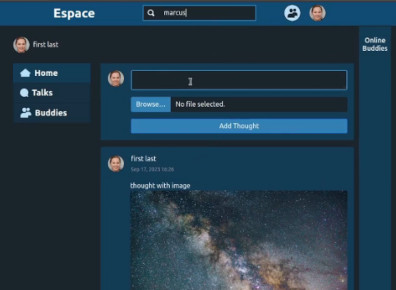 Espace
marcus
first last
Online
Buddies
Home
Talks
Buddies
Browse...
No file selected.
Add Thought
first last
Sep 17, 2023 16:26
thought with image